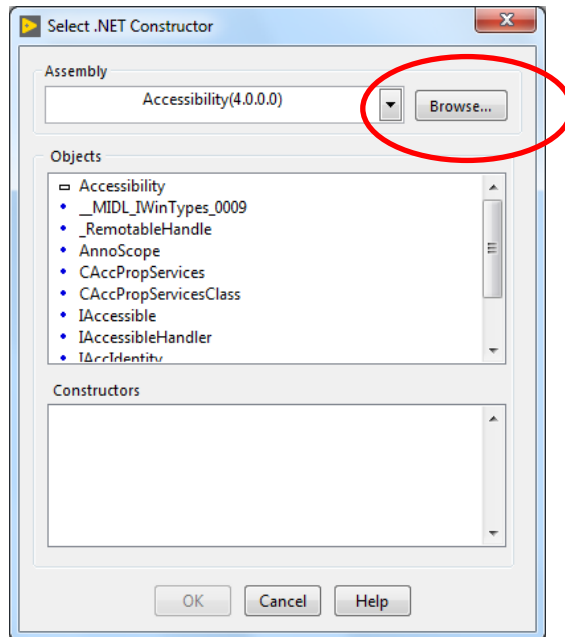 Select .NET Constructor
Assembly
Accessibility(4.0.0.0)
Browse...
Objects
Accessibility
__MIDL_IWinTypes_0009
_RemotableHandle
AnnoScope
CAccPropServices
CAccPropServicesClass
IAccessible
IAccessibleHandler
IAccIdentity
Constructors
OK Cancel Help